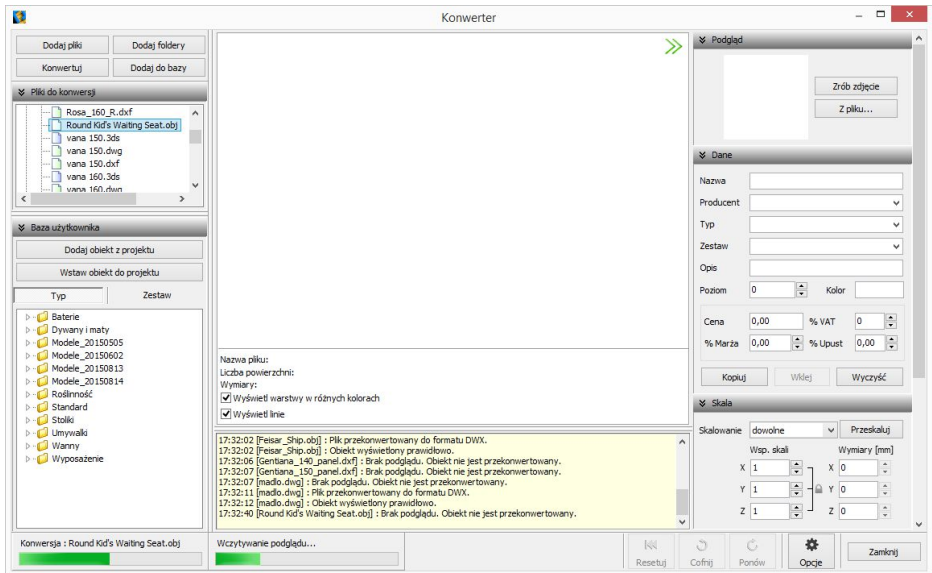 Konwerter
Dodaj pliki
Dodaj foldery
Konwertuj
Dodaj do bazy
Pliki do konwersji
Rosa_160_R.dxf
Round Kid's Waiting Seat.obj
vana 150.3ds
vana 150.dwg
vana 150.dxf
vana 160.3ds
vana 160.dwg
Baza użytkownika
Dodaj obiekt z projektu
Wstaw obiekt do projektu
Typ
Zestaw
Baterie
Dywany i maty
Modele_20150505
Modele_20150602
Modele_20150813
Modele_20150814
Roślinność
Standard
Stoliki
Umywalki
Wanny
Wyposażenie
Konwersja : Round Kid's Waiting Seat.obj
Nazwa pliku:
Liczba powierzchni:
Wymiary:
Wyświetl warstwy w różnych kolorach
Wyświetl linie
17:32:02 [Feisar_Ship.obj] : Plik przekonwertowany do formatu DWX.
17:32:02 [Feisar_Ship.obj] : Obiekt wyświetlony prawidłowo.
17:32:06 [Gentiana_140_panel.dxf] : Brak podglądu. Obiekt nie jest przekonwertowany.
17:32:07 [Gentiana_150_panel.dxf] : Brak podglądu. Obiekt nie jest przekonwertowany.
17:32:07 [madlo.dwg] : Brak podglądu. Obiekt nie jest przekonwertowany.
17:32:11 [madlo.dwg] : Plik przekonwertowany do formatu DWX.
17:32:12 [madlo.dwg] : Obiekt wyświetlony prawidłowo.
17:32:40 [Round Kid's Waiting Seat.obj] : Brak podglądu. Obiekt nie jest przekonwertowany.
Wczytywanie podglądu...
Podgląd
Zrób zdjęcie
Z pliku...
Dane
Nazwa
Producent
Typ
Zestaw
Opis
Poziom 0 Kolor
Cena 0,00 % VAT 0
% Marża 0,00 % Upust 0,00
Kopiuj
Wklej
Wyczyść
Skala
Skalowanie dowolne Przeskaluj
Wsp. skali Wymiary [mm]
X 1 X 0
Y 1 Y 0
Z 1 Z 0
Resetuj
Cofnij
Ponów
Opcje
Zamknij